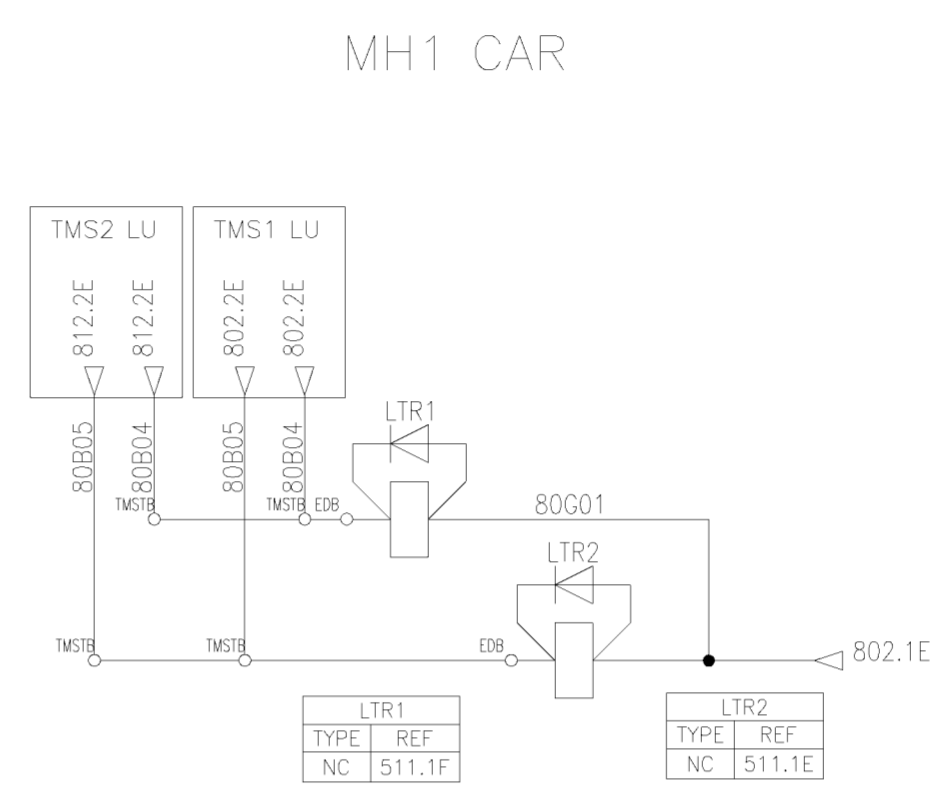 MH1 CAR
TMS2 LU
TMS1 LU
812.2E
812.2E
802.2E
802.2E
80B05
80B04
80B05
80B04
LTR1
TMSTB
TMSTB
EDB
80G01
LTR2
TMSTB
TMSTB
EDB
802.1E
LTR1
TYPE REF
NC 511.1F
LTR2
TYPE REF
NC 511.1E